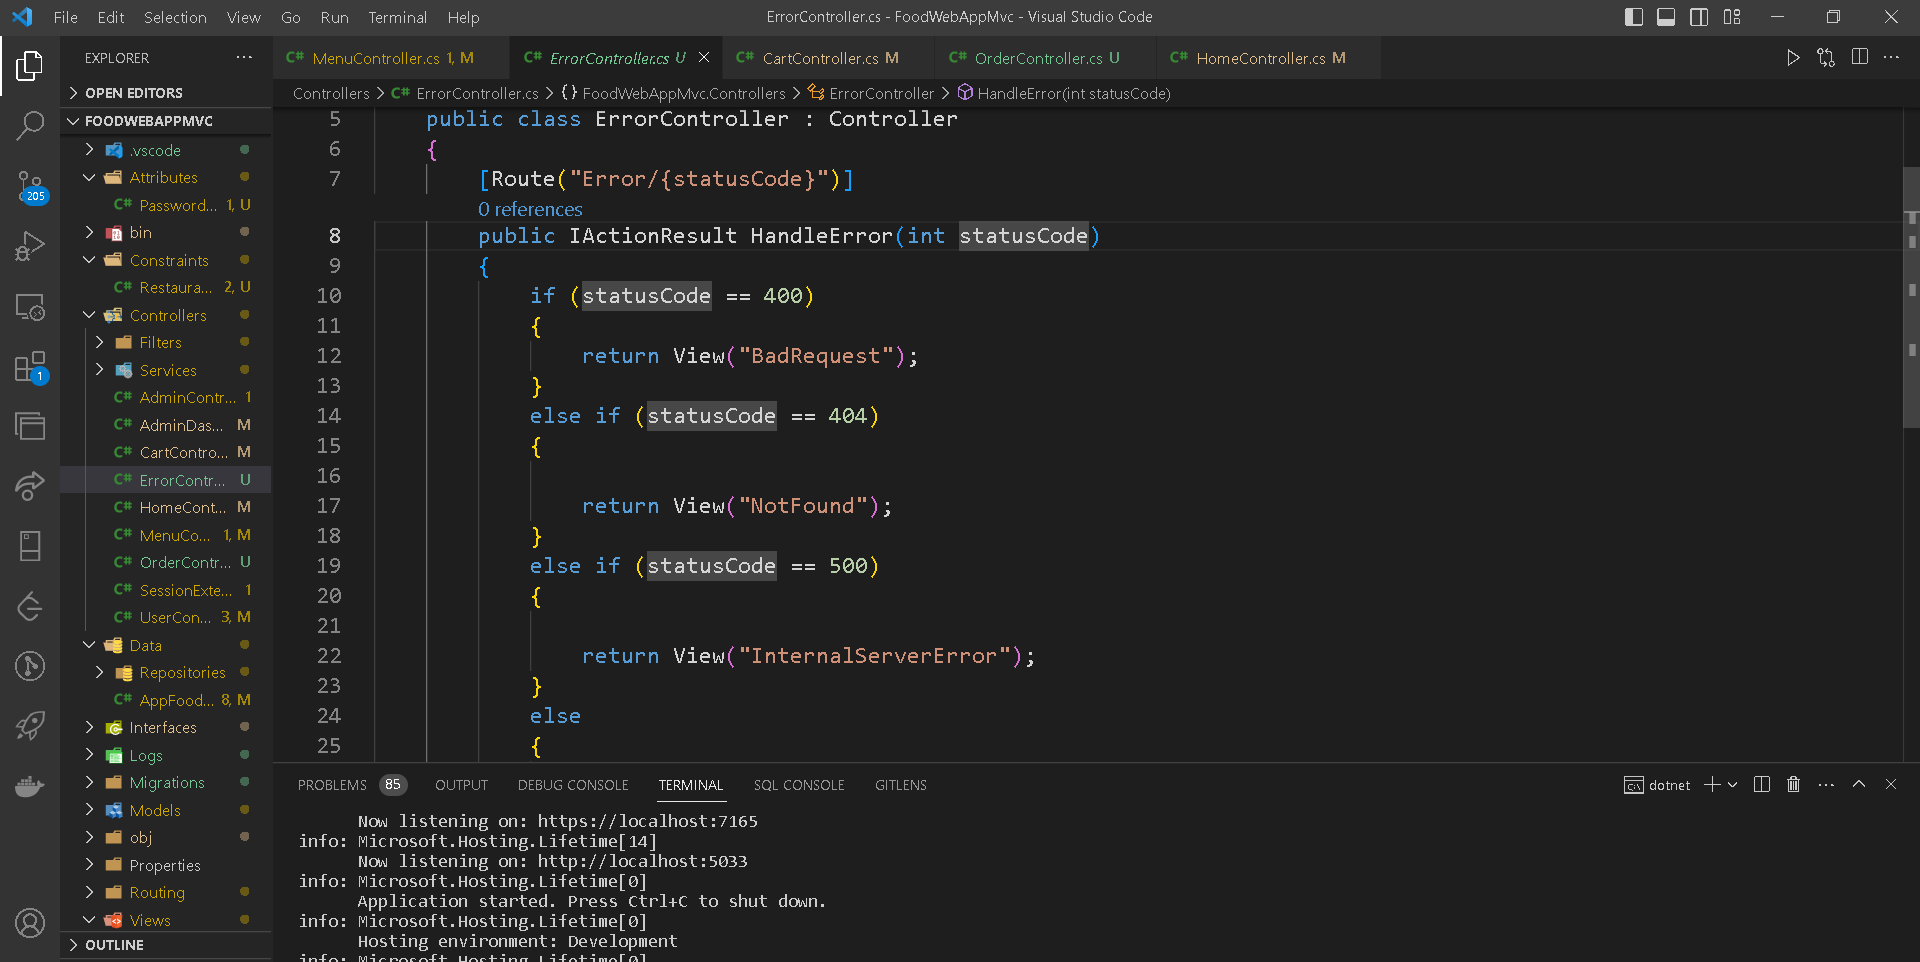 File Edit Selection View Go Run Terminal Help
ErrorController.cs - FoodWebAppMvc - Visual Studio Code
EXPLORER
MenuController.cs 1, M
ErrorController.cs U
CartController.cs M
OrderController.cs U
HomeController.cs M
OPEN EDITORS
Controllers > C# ErrorController.cs > {} FoodWebAppMvc.Controllers > ErrorController > HandleError(int statusCode)
FOODWEBAPPMVC
.vscode
Attributes
C# Password... 1, U
bin
Constraints
C# Restaura... 2, U
Controllers
Filters
Services
C# AdminContr... 1
C# AdminDas... M
C# CartContro... M
C# ErrorContr... U
C# HomeCont... M
C# MenuCo... 1, M
C# OrderContr... U
C# SessionExte... 1
C# UserCon... 3, M
Data
Repositories
C# AppFood... 8, M
Interfaces
Logs
Migrations
Models
obj
Properties
Routing
Views
OUTLINE
205
1
5 public class ErrorController : Controller
6 {
7 [Route("Error/{statusCode}")]
0 references
8 public IActionResult HandleError(int statusCode)
9 {
10 if (statusCode == 400)
11 {
12 return View("BadRequest");
13 }
14 else if (statusCode == 404)
15 {
16
17 return View("NotFound");
18 }
19 else if (statusCode == 500)
20 {
21
22 return View("InternalServerError");
23 }
24 else
25 {
PROBLEMS 85 OUTPUT DEBUG CONSOLE TERMINAL SQL CONSOLE GITLENS
dotnet
Now listening on: https://localhost:7165
info: Microsoft.Hosting.Lifetime[14]
Now listening on: http://localhost:5033
info: Microsoft.Hosting.Lifetime[0]
Application started. Press Ctrl+C to shut down.
info: Microsoft.Hosting.Lifetime[0]
Hosting environment: Development
info: Microsoft.Hosting.Lifetime[0]